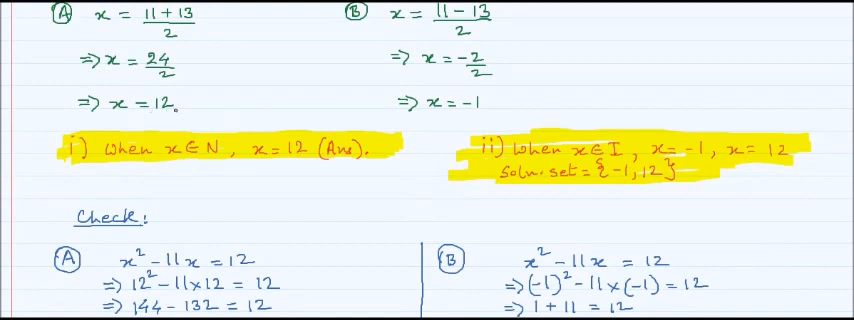 Ⓐ x = 11 + 13 / 2
⇒ x = 24 / 2
⇒ x = 12.
Ⓑ x = 11 − 13 / 2
⇒ x = −2 / 2
⇒ x = −1
i) When x ∈ N, x = 12 (Ans).
ii) When x ∈ I, x = −1, x = 12
Soln. set = {−1, 12}
Check:
Ⓐ x² − 11x = 12
⇒ 12² − 11 × 12 = 12
⇒ 144 − 132 = 12
Ⓑ x² − 11x = 12
⇒ (−1)² − 11 × (−1) = 12
⇒ 1 + 11 = 12